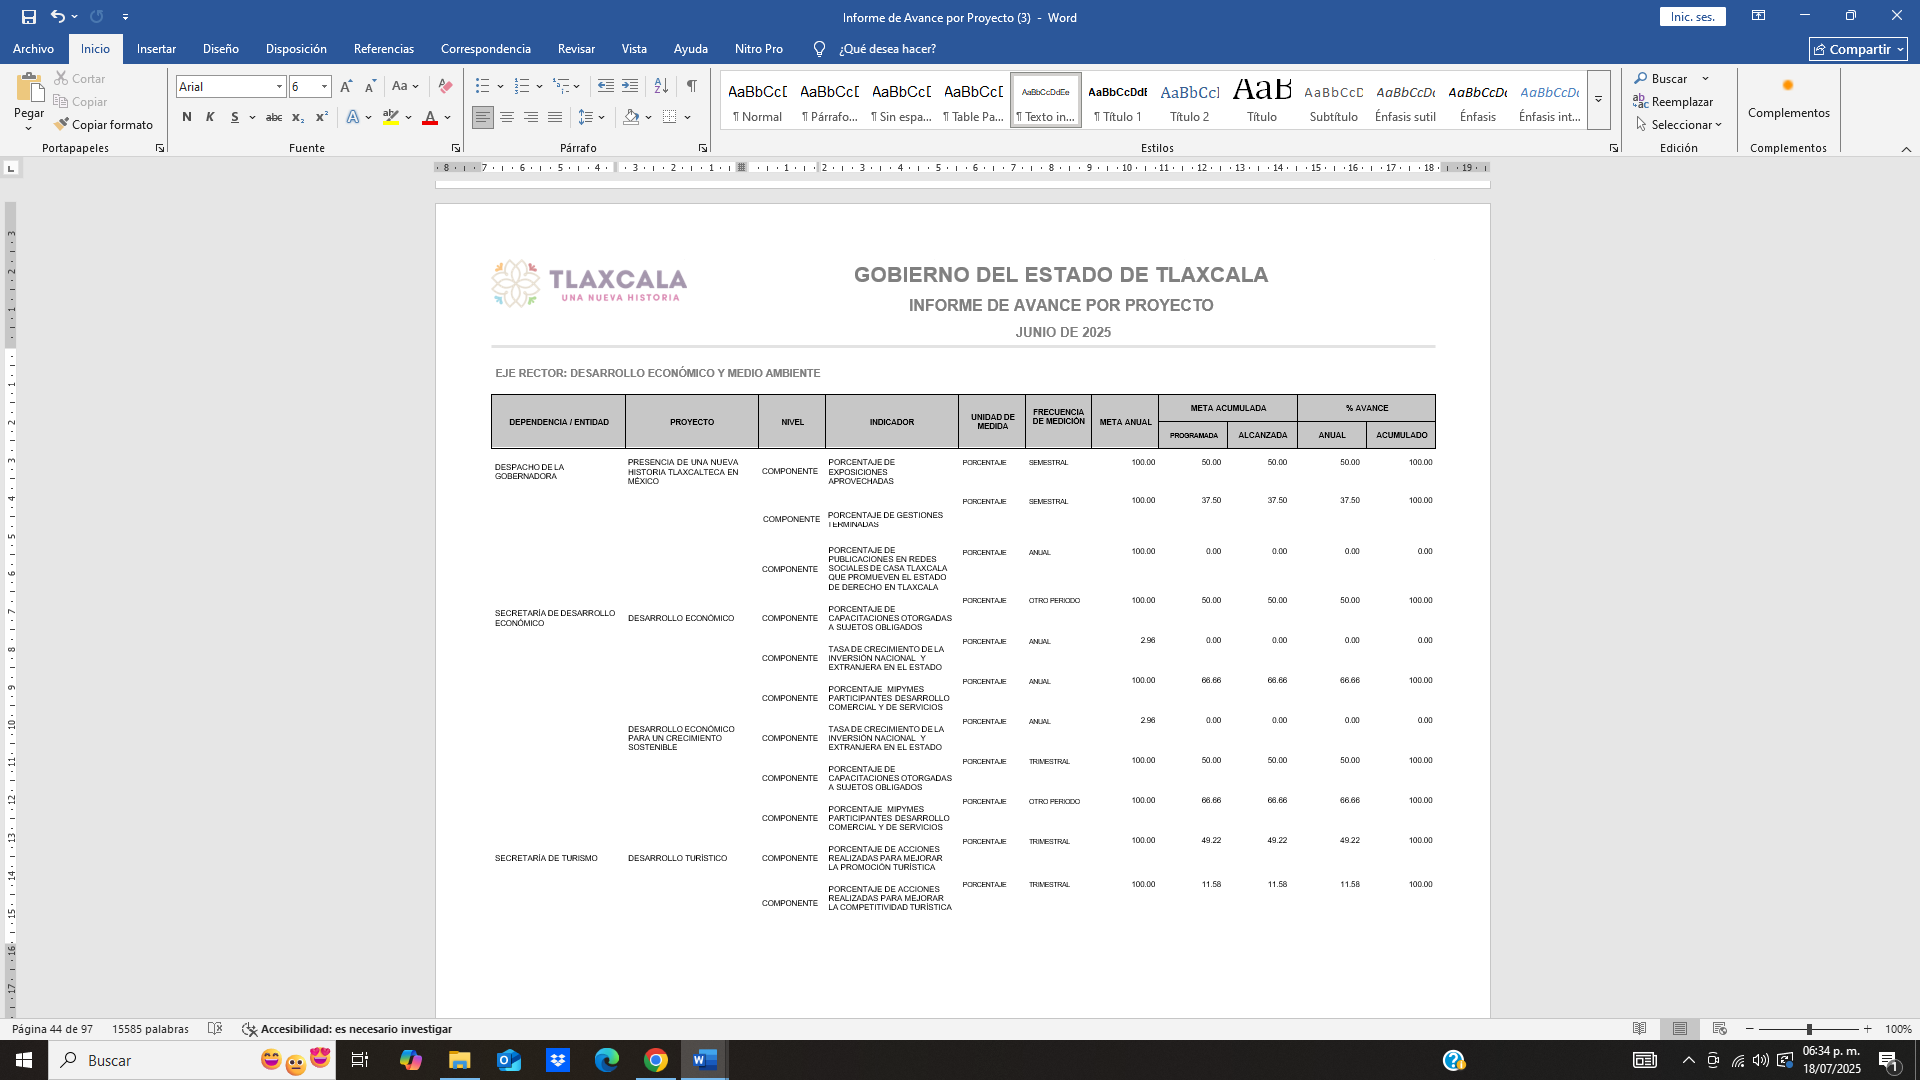 Informe de Avance por Proyecto (3) - Word
Inic. ses.
Archivo Inicio Insertar Diseño Disposición Referencias Correspondencia Revisar Vista Ayuda Nitro Pro ¿Qué desea hacer? Compartir
Pegar Cortar Copiar Copiar formato
Portapapeles
Arial 6
Fuente
Párrafo
AaBbCcI ¶ Normal
AaBbCcI ¶ Párrafo...
AaBbCcI ¶ Sin espa...
AaBbCcI ¶ Table Pa...
AaBbCcDdEe ¶ Texto in...
AaBbCcDdE ¶ Título 1
AaBbCcI Título 2
AaB Título
AaBbCcD Subtítulo
AaBbCcDc Énfasis sutil
AaBbCcDc Énfasis
AaBbCcDc Énfasis int...
Estilos
Buscar
Reemplazar
Seleccionar
Edición
Complementos
Complementos
TLAXCALA
UNA NUEVA HISTORIA
GOBIERNO DEL ESTADO DE TLAXCALA
INFORME DE AVANCE POR PROYECTO
JUNIO DE 2025
EJE RECTOR: DESARROLLO ECONÓMICO Y MEDIO AMBIENTE
DEPENDENCIA / ENTIDAD PROYECTO NIVEL INDICADOR UNIDAD DE MEDIDA FRECUENCIA DE MEDICIÓN META ANUAL META ACUMULADA % AVANCE
PROGRAMADA ALCANZADA ANUAL ACUMULADO
DESPACHO DE LA GOBERNADORA PRESENCIA DE UNA NUEVA HISTORIA TLAXCALTECA EN MÉXICO COMPONENTE PORCENTAJE DE EXPOSICIONES APROVECHADAS PORCENTAJE SEMESTRAL 100.00 50.00 50.00 50.00 100.00
COMPONENTE PORCENTAJE DE GESTIONES TERMINADAS PORCENTAJE SEMESTRAL 100.00 37.50 37.50 37.50 100.00
COMPONENTE PORCENTAJE DE PUBLICACIONES EN REDES SOCIALES DE CASA TLAXCALA QUE PROMUEVEN EL ESTADO DE DERECHO EN TLAXCALA PORCENTAJE ANUAL 100.00 0.00 0.00 0.00 0.00
SECRETARÍA DE DESARROLLO ECONÓMICO DESARROLLO ECONÓMICO COMPONENTE PORCENTAJE DE CAPACITACIONES OTORGADAS A SUJETOS OBLIGADOS PORCENTAJE OTRO PERIODO 100.00 50.00 50.00 50.00 100.00
COMPONENTE TASA DE CRECIMIENTO DE LA INVERSIÓN NACIONAL Y EXTRANJERA EN EL ESTADO PORCENTAJE ANUAL 2.96 0.00 0.00 0.00 0.00
COMPONENTE PORCENTAJE MIPYMES PARTICIPANTES DESARROLLO COMERCIAL Y DE SERVICIOS PORCENTAJE ANUAL 100.00 66.66 66.66 66.66 100.00
DESARROLLO ECONÓMICO PARA UN CRECIMIENTO SOSTENIBLE COMPONENTE TASA DE CRECIMIENTO DE LA INVERSIÓN NACIONAL Y EXTRANJERA EN EL ESTADO PORCENTAJE ANUAL 2.96 0.00 0.00 0.00 0.00
COMPONENTE PORCENTAJE DE CAPACITACIONES OTORGADAS A SUJETOS OBLIGADOS PORCENTAJE TRIMESTRAL 100.00 50.00 50.00 50.00 100.00
COMPONENTE PORCENTAJE MIPYMES PARTICIPANTES DESARROLLO COMERCIAL Y DE SERVICIOS PORCENTAJE OTRO PERIODO 100.00 66.66 66.66 66.66 100.00
SECRETARÍA DE TURISMO DESARROLLO TURÍSTICO COMPONENTE PORCENTAJE DE ACCIONES REALIZADAS PARA MEJORAR LA PROMOCIÓN TURÍSTICA PORCENTAJE TRIMESTRAL 100.00 49.22 49.22 49.22 100.00
COMPONENTE PORCENTAJE DE ACCIONES REALIZADAS PARA MEJORAR LA COMPETITIVIDAD TURÍSTICA PORCENTAJE TRIMESTRAL 100.00 11.58 11.58 11.58 100.00
Página 44 de 97 15585 palabras Accesibilidad: es necesario investigar 100%
Buscar
06:34 p. m.
18/07/2025